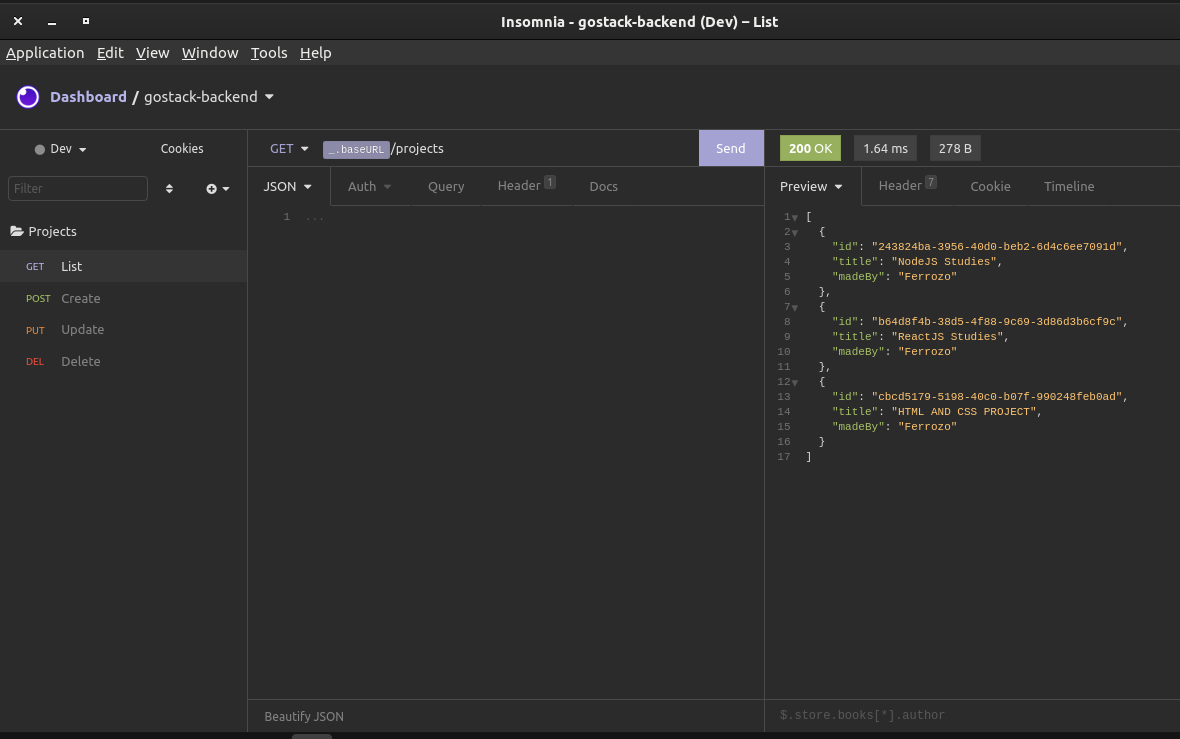 Insomnia - gostack-backend (Dev) – List
Application Edit View Window Tools Help
Dashboard / gostack-backend
Dev Cookies
GET _.baseURL /projects Send
200 OK 1.64 ms 278 B
Filter
JSON Auth Query Header 1 Docs
Preview Header 7 Cookie Timeline
Projects
GET List
POST Create
PUT Update
DEL Delete
1 ...
1 [
2 {
3 "id": "243824ba-3956-40d0-beb2-6d4c6ee7091d",
4 "title": "NodeJS Studies",
5 "madeBy": "Ferrozo"
6 },
7 {
8 "id": "b64d8f4b-38d5-4f88-9c69-3d86d3b6cf9c",
9 "title": "ReactJS Studies",
10 "madeBy": "Ferrozo"
11 },
12 {
13 "id": "cbcd5179-5198-40c0-b07f-990248feb0ad",
14 "title": "HTML AND CSS PROJECT",
15 "madeBy": "Ferrozo"
16 }
17 ]
Beautify JSON
$.store.books[*].author